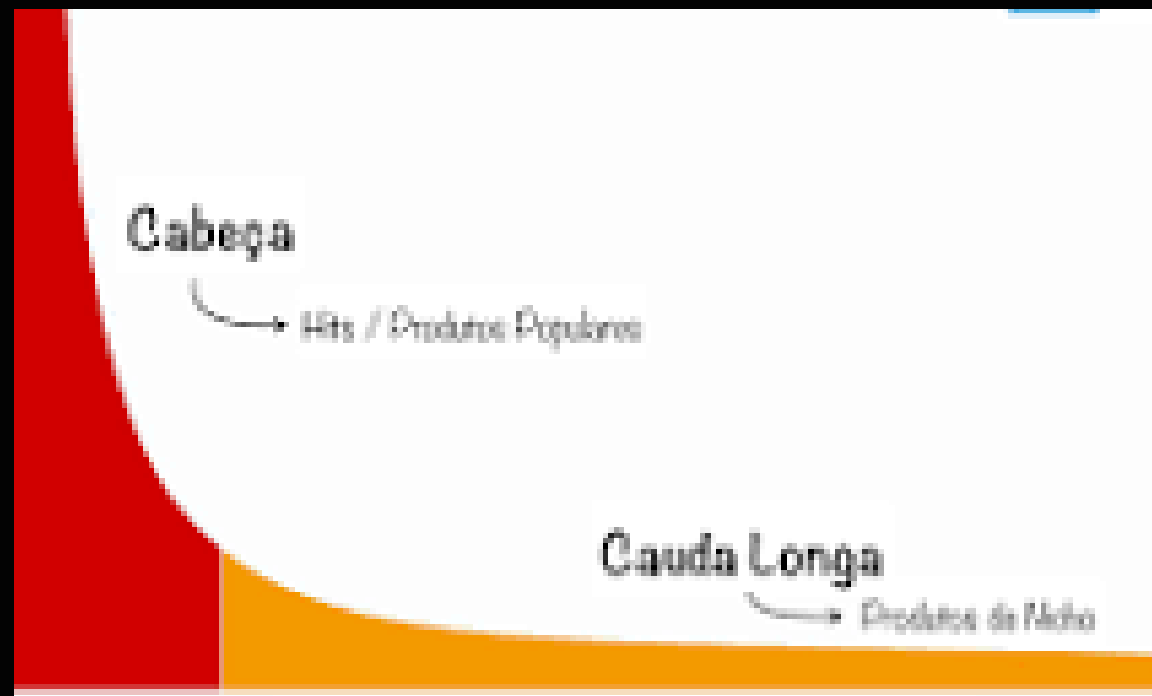 Cabeça
Hits / Produtos Populares
Cauda Longa
Produtos de Nicho